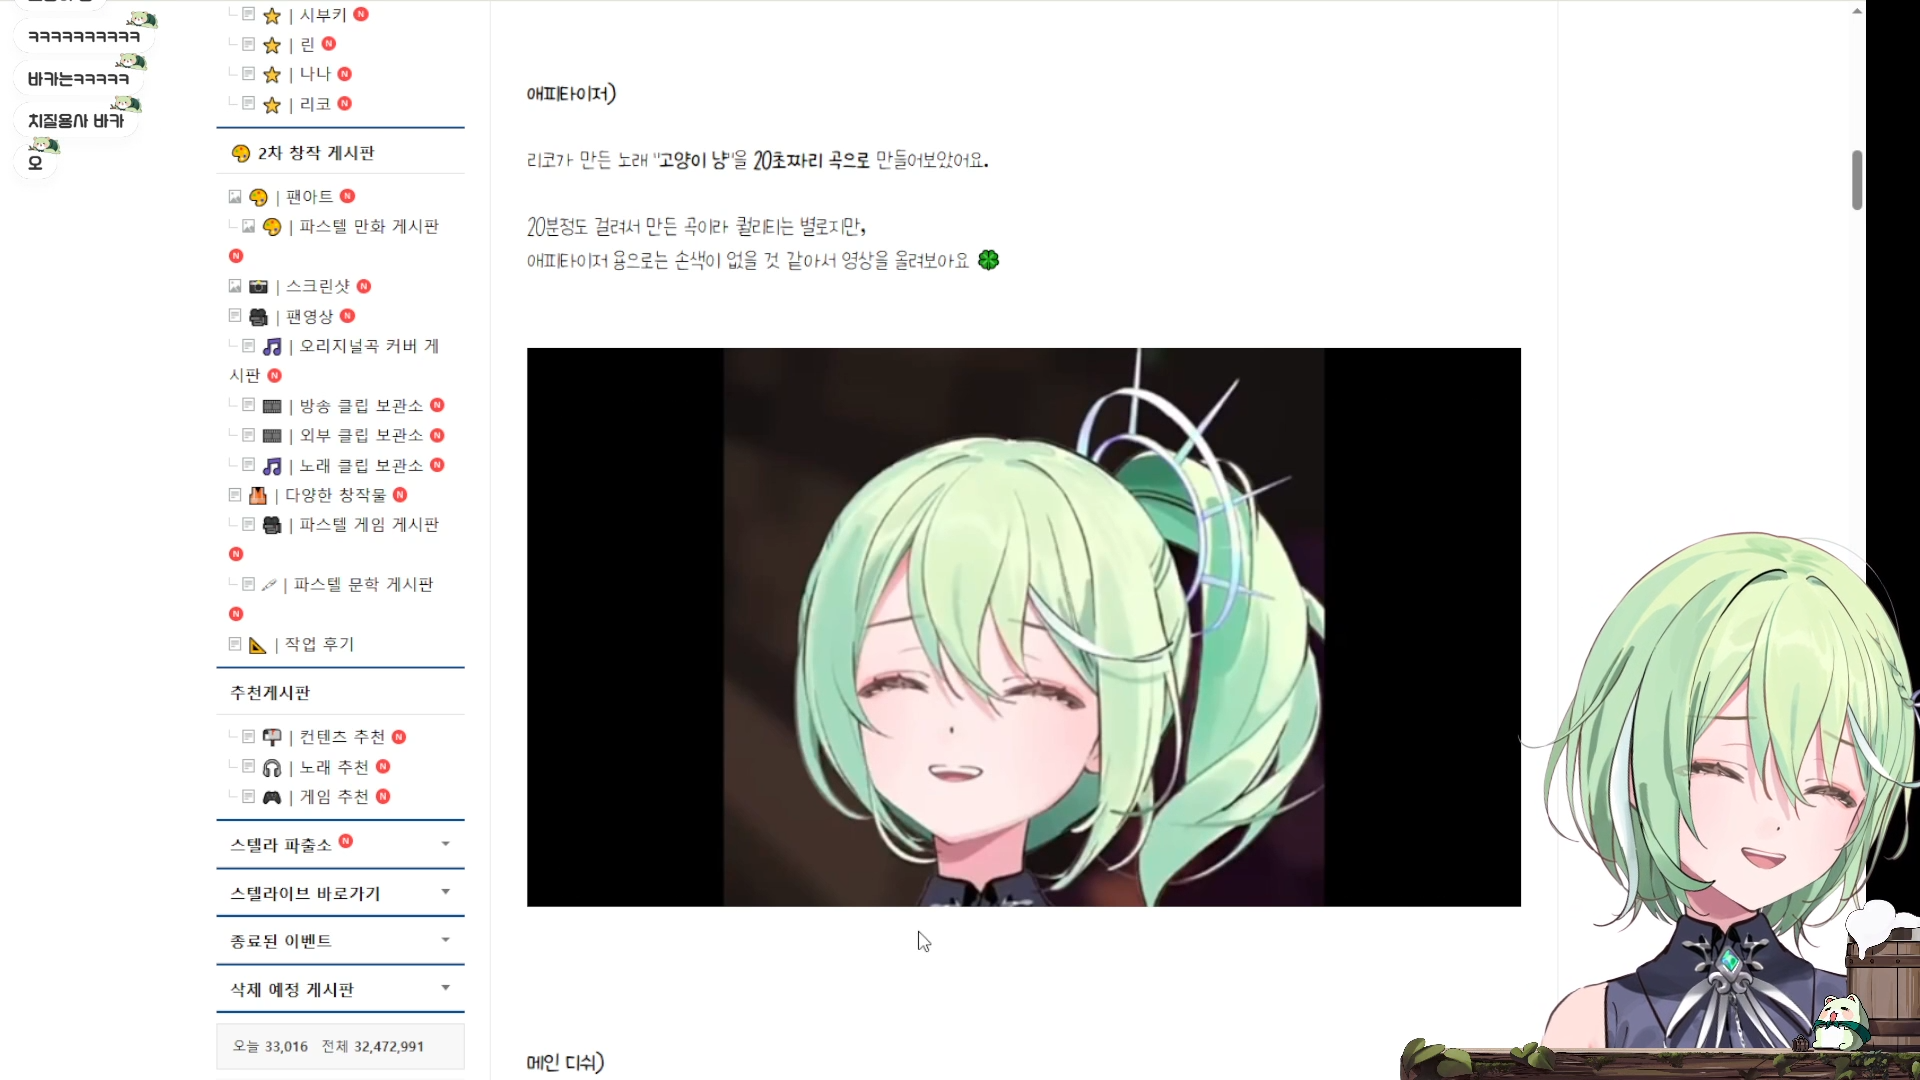 ㅋㅋㅋㅋㅋㅋㅋㅋㅋㅋ
바카는ㅋㅋㅋㅋㅋ
치질용사 바카
오
| 시부키 N
| 린 N
| 나나 N
| 리코 N
2차 창작 게시판
| 팬아트 N
| 파스텔 만화 게시판
N
| 스크린샷 N
| 팬영상 N
| 오리지널곡 커버 게
시판 N
| 방송 클립 보관소 N
| 외부 클립 보관소 N
| 노래 클립 보관소 N
| 다양한 창작물 N
| 파스텔 게임 게시판
N
| 파스텔 문학 게시판
N
| 작업 후기
추천게시판
| 컨텐츠 추천 N
| 노래 추천 N
| 게임 추천 N
스텔라 파출소 N
스텔라이브 바로가기
종료된 이벤트
삭제 예정 게시판
오늘 33,016 전체 32,472,991
애피타이저)
리코가 만든 노래 "고양이 냥"을 20초짜리 곡으로 만들어보았어요.
20분정도 걸려서 만든 곡이라 퀄리티는 별로지만,
애피타이저 용으로는 손색이 없을 것 같아서 영상을 올려보아요
메인 디쉬)